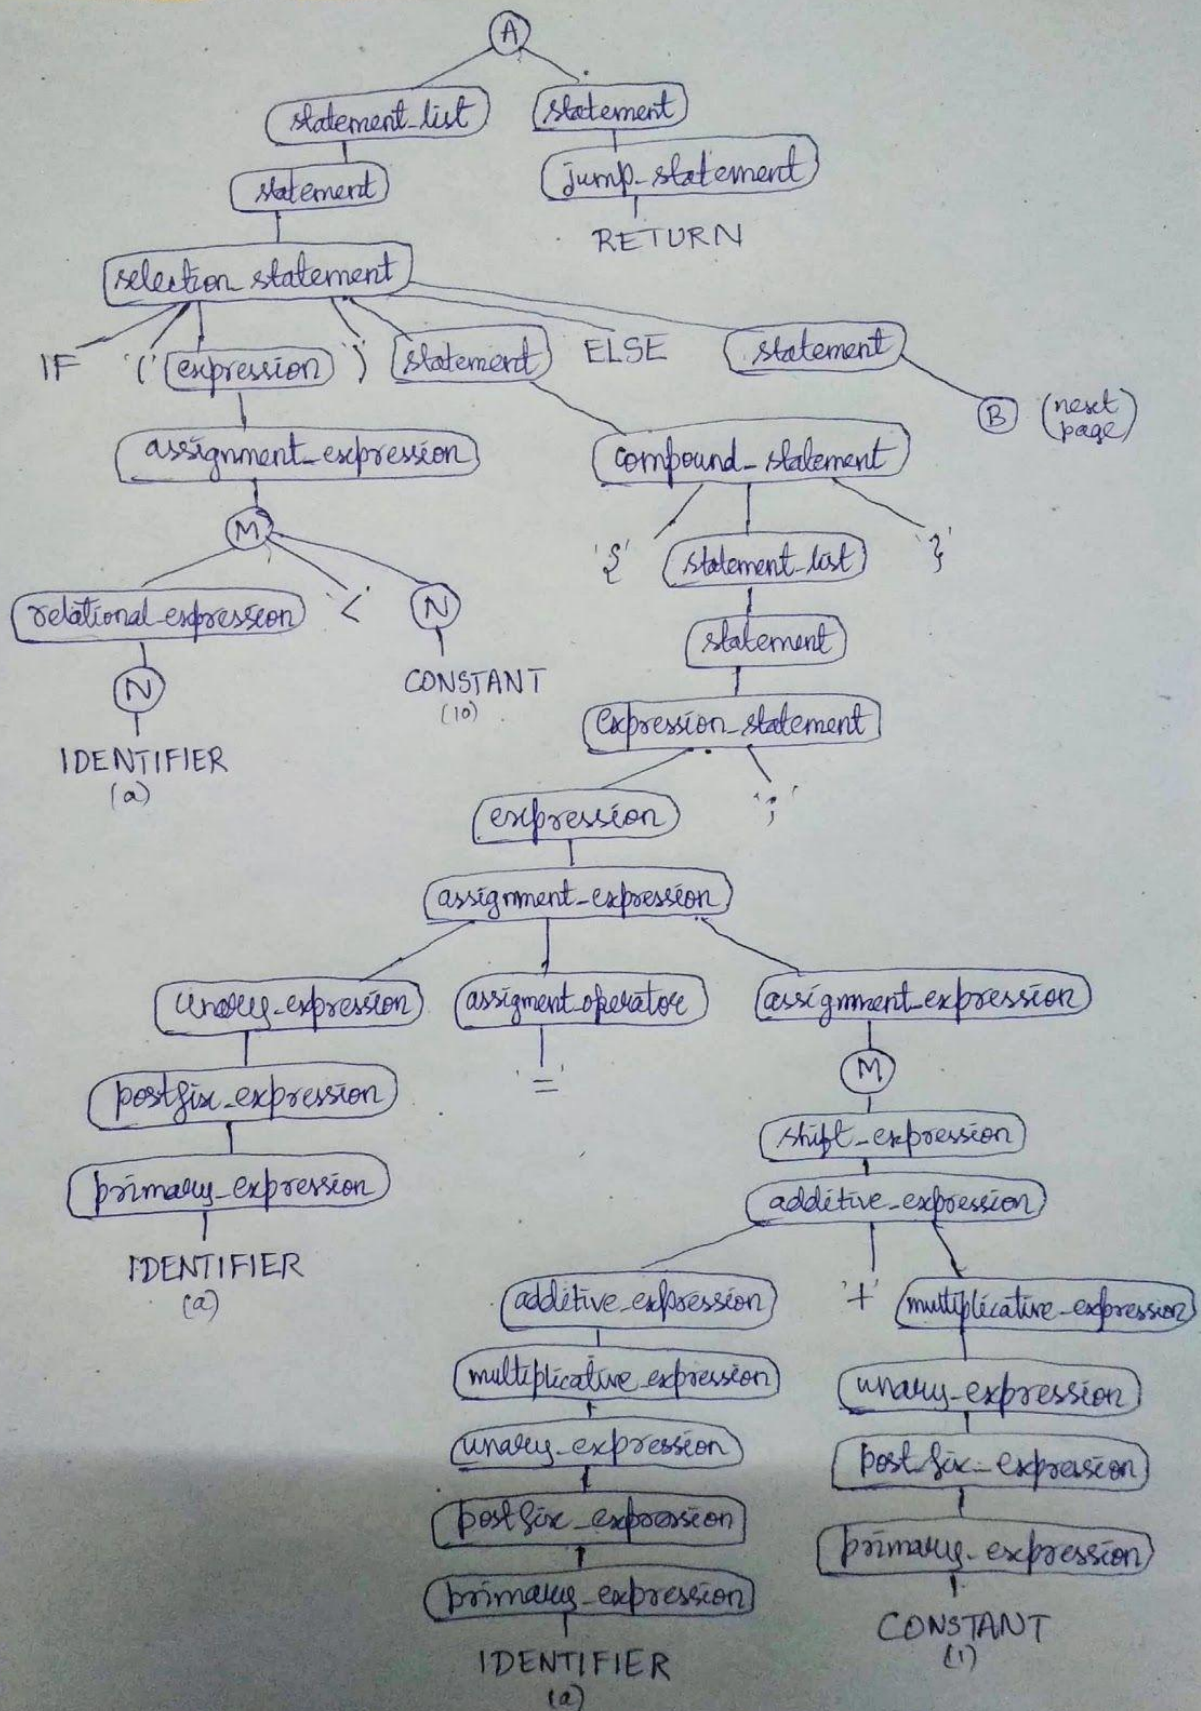 A
statement_list statement
statement jump_statement
RETURN
selection_statement
IF '(' expression ')' statement ELSE statement
B (next page)
assignment_expression compound_statement
M
'{' statement_list '}'
relational_expression '<' N
statement
N CONSTANT
(10)
expression_statement
IDENTIFIER
(a)
expression ';'
assignment_expression
unary_expression assigment_operator assignment_expression
postfix_expression '=' M
shift_expression
primary_expression additive_expression
IDENTIFIER
(a)
additive_expression '+' multiplicative_expression
multiplicative_expression unary_expression
unary_expression postfix_expression
postfix_expression primary_expression
primary_expression CONSTANT
(1)
IDENTIFIER
(a)